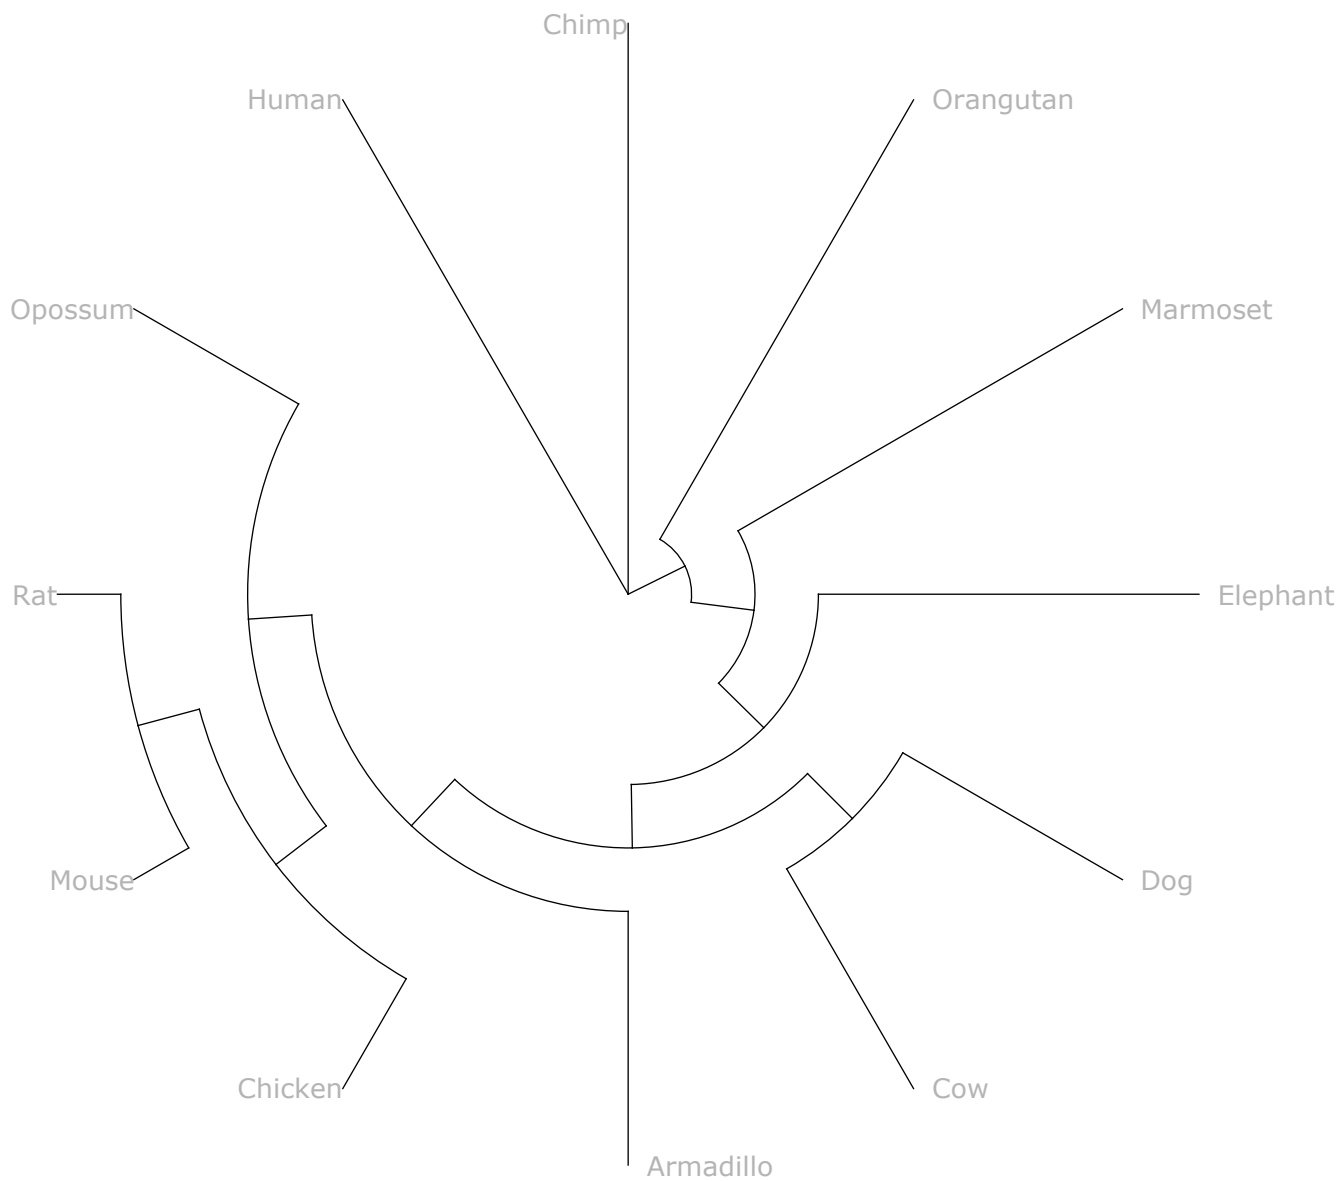 Chimp
Human
Orangutan
Opossum
Marmoset
Rat
Elephant
Mouse
Dog
Chicken
Cow
Armadillo